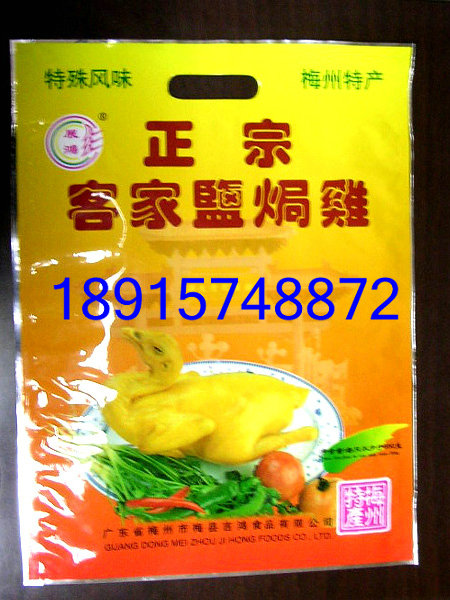 特殊风味 梅州特产
®
展鸿
正宗
客家鹽焗雞
18915748872
梅州
特產
广东省梅州市梅县吉鸿食品有限公司
GUANG DONG MEI ZHOU JI HONG FOODS CO., LTD.